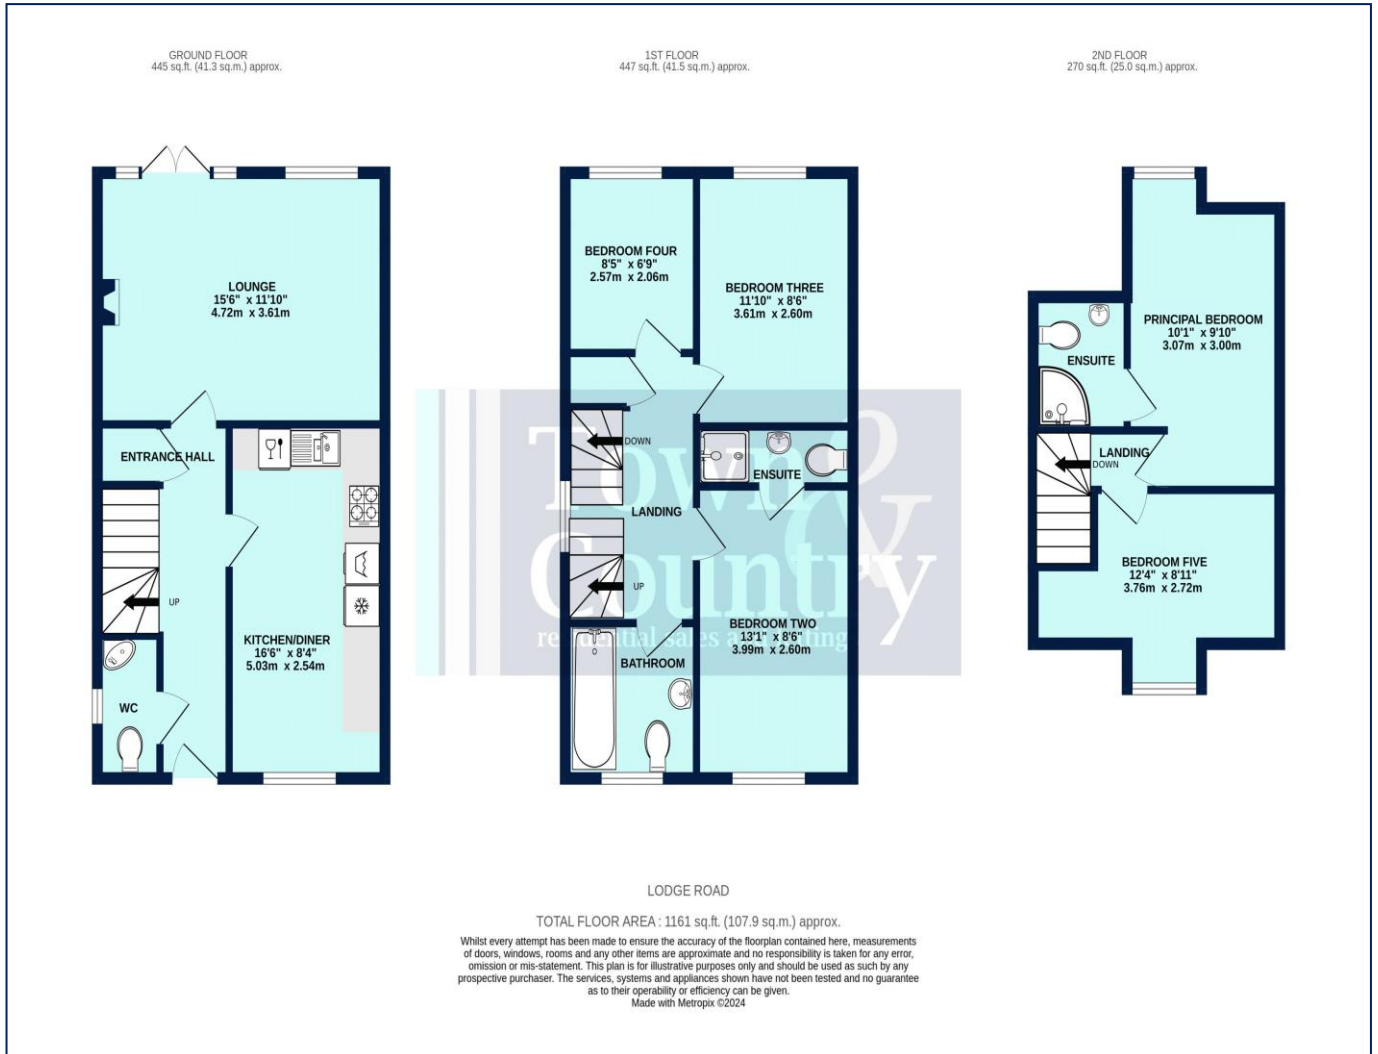 GROUND FLOOR
445 sq.ft. (41.3 sq.m.) approx.
1ST FLOOR
447 sq.ft. (41.5 sq.m.) approx.
2ND FLOOR
270 sq.ft. (25.0 sq.m.) approx.
LOUNGE
15'6" x 11'10"
4.72m x 3.61m
ENTRANCE HALL
UP
KITCHEN/DINER
16'6" x 8'4"
5.03m x 2.54m
WC
BEDROOM FOUR
8'5" x 6'9"
2.57m x 2.06m
BEDROOM THREE
11'10" x 8'6"
3.61m x 2.60m
DOWN
ENSUITE
LANDING
UP
BEDROOM TWO
13'1" x 8'6"
3.99m x 2.60m
BATHROOM
PRINCIPAL BEDROOM
10'1" x 9'10"
3.07m x 3.00m
ENSUITE
LANDING
DOWN
BEDROOM FIVE
12'4" x 8'11"
3.76m x 2.72m
Town &
Country
residential sales and letting
LODGE ROAD
TOTAL FLOOR AREA : 1161 sq.ft. (107.9 sq.m.) approx.
Whilst every attempt has been made to ensure the accuracy of the floorplan contained here, measurements
of doors, windows, rooms and any other items are approximate and no responsibility is taken for any error,
omission or mis-statement. This plan is for illustrative purposes only and should be used as such by any
prospective purchaser. The services, systems and appliances shown have not been tested and no guarantee
as to their operability or efficiency can be given.
Made with Metropix ©2024